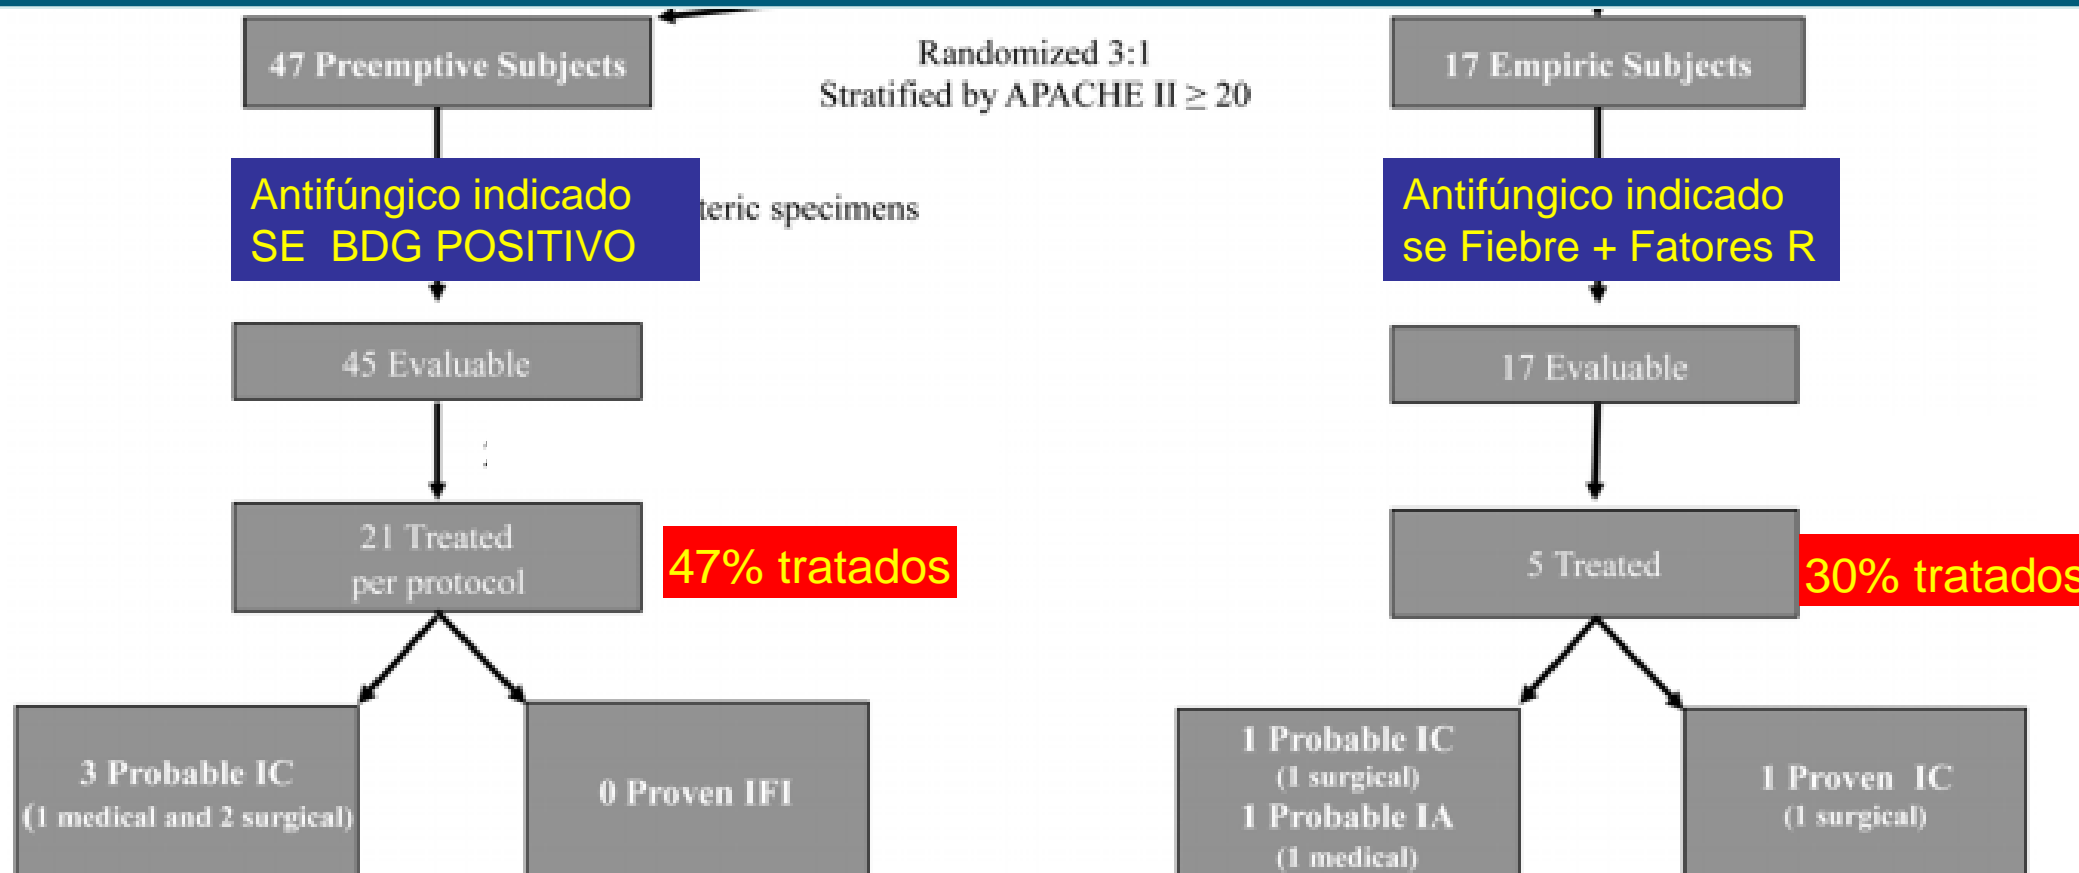 47 Preemptive Subjects
Randomized 3:1
Stratified by APACHE II ≥ 20
17 Empiric Subjects
Antifúngico indicado
SE BDG POSITIVO
teric specimens
Antifúngico indicado
se Fiebre + Fatores R
45 Evaluable
17 Evaluable
21 Treated
per protocol
47% tratados
5 Treated
30% tratados
3 Probable IC
(1 medical and 2 surgical)
0 Proven IFI
1 Probable IC
(1 surgical)
1 Probable IA
(1 medical)
1 Proven IC
(1 surgical)